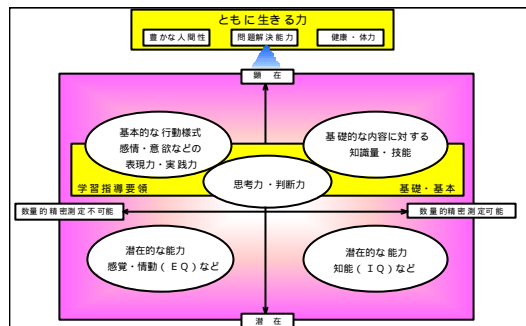 ともに生きる力
豊かな人間性
問題解決能力
健康・体力
顕 在
基本的な行動様式
感情・意欲などの
表現力・実践力
基礎的な内容に対する
知識量・技能
思考力・判断力
学習指導要領
基礎・基本
数量的精密測定不可能
数量的精密測定可能
潜在的な能力
感覚・情動(EQ)など
潜在的な能力
知能(IQ)など
潜 在